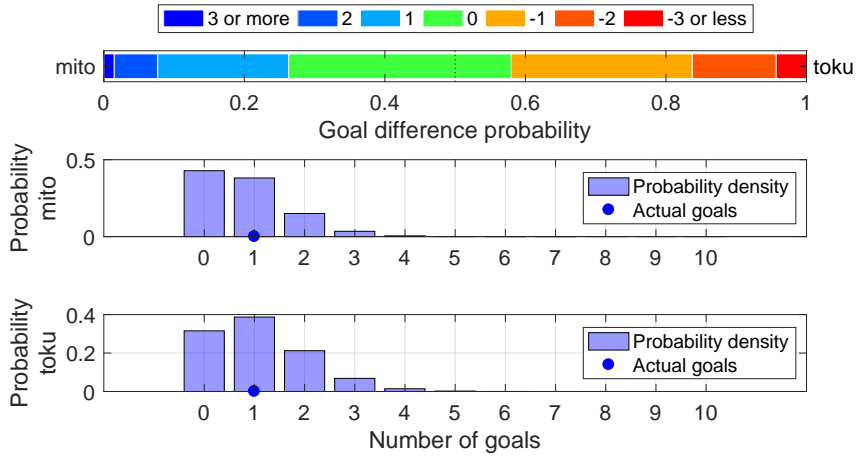 3 or more 2 1 0 -1 -2 -3 or less
mito toku
0 0.2 0.4 0.6 0.8 1
Goal difference probability
Probability
mito
0.5
0
Probability density
Actual goals
0 1 2 3 4 5 6 7 8 9 10
Probability
toku
0.4
0.2
0
Probability density
Actual goals
0 1 2 3 4 5 6 7 8 9 10
Number of goals